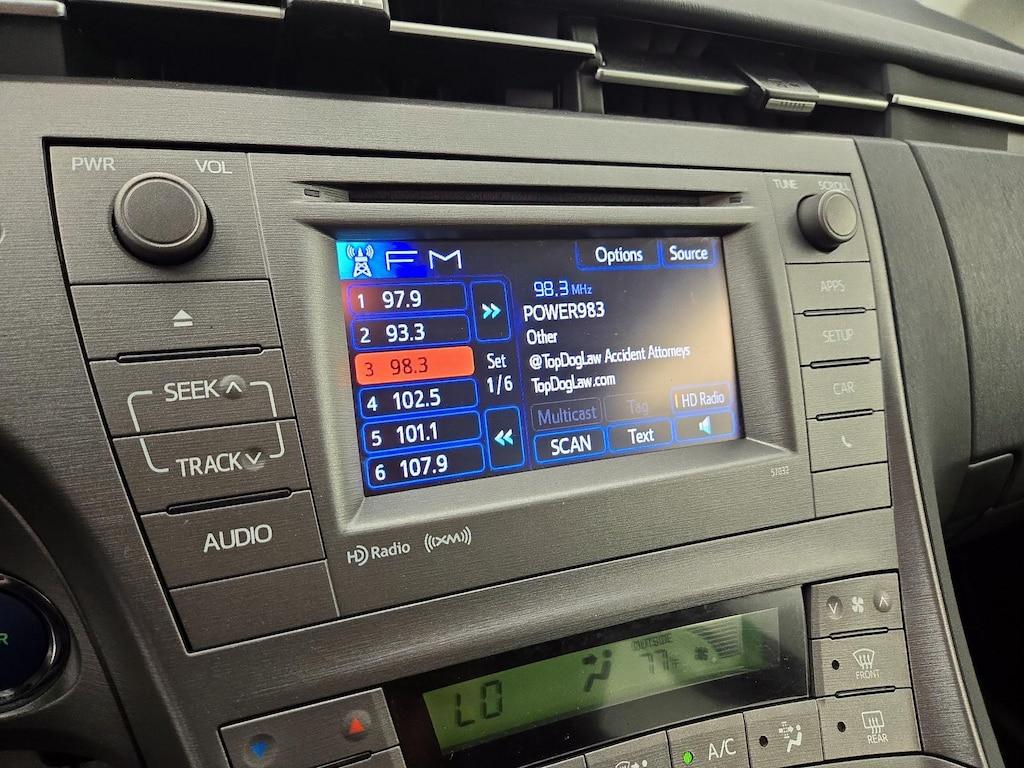 PWR VOL
TUNE SCROLL
FM
Options Source
1 97.9
2 93.3
3 98.3
4 102.5
5 101.1
6 107.9
Set
1/6
98.3 MHz
POWER983
Other
@TopDogLaw Accident Attorneys
TopDogLaw.com
Multicast Tag HD Radio
SCAN Text
SEEK
TRACK
AUDIO
APPS
SETUP
CAR
57032
HD Radio ((XM))
LO
OUTSIDE
77°F
FRONT
REAR
A/C
R